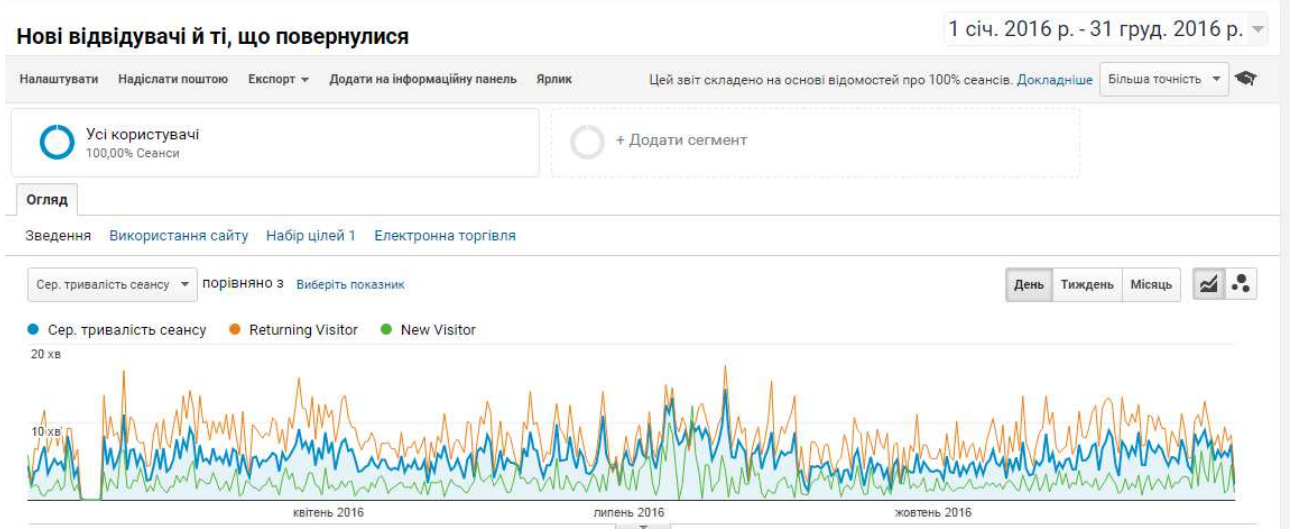 Нові відвідувачі й ті, що повернулися
1 січ. 2016 р. - 31 груд. 2016 р.
Налаштувати Надіслати поштою Експорт Додати на інформаційну панель Ярлик Цей звіт складено на основі відомостей про 100% сеансів. Докладніше Більша точність
Усі користувачі
100,00% Сеанси
+ Додати сегмент
Огляд
Зведення Використання сайту Набір цілей 1 Електронна торгівля
Сер. тривалість сеансу порівняно з Виберіть показник День Тиждень Місяць
Сер. тривалість сеансу Returning Visitor New Visitor
20 хв
10 хв
квітень 2016 липень 2016 жовтень 2016